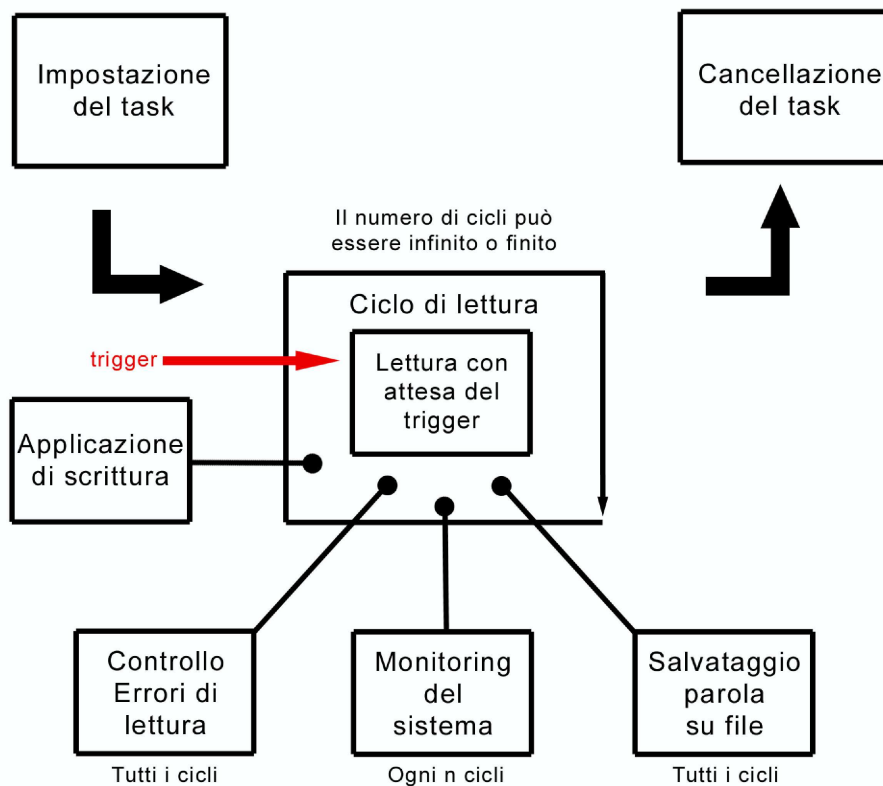 Impostazione
del task
Cancellazione
del task
Il numero di cicli può
essere infinito o finito
Ciclo di lettura
trigger
Lettura con
attesa del
trigger
Applicazione
di scrittura
Controllo
Errori di
lettura
Monitoring
del
sistema
Salvataggio
parola
su file
Tutti i cicli
Ogni n cicli
Tutti i cicli